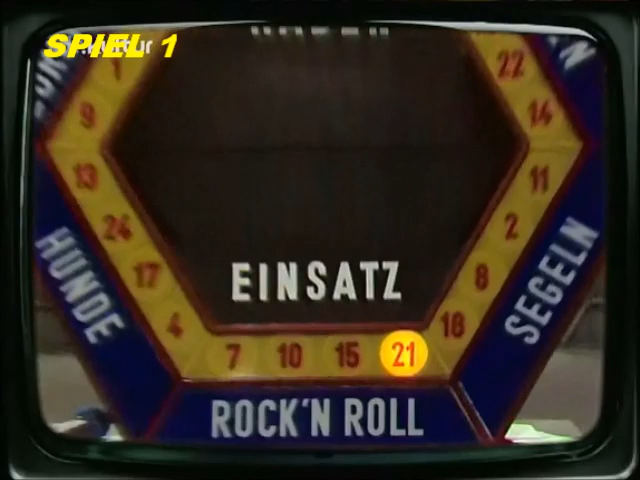 SPIEL 1
1
22
9
14
13
11
24
2
HUNDE
SEGELN
17
8
EINSATZ
4
18
7 10 15 21
ROCK'N ROLL